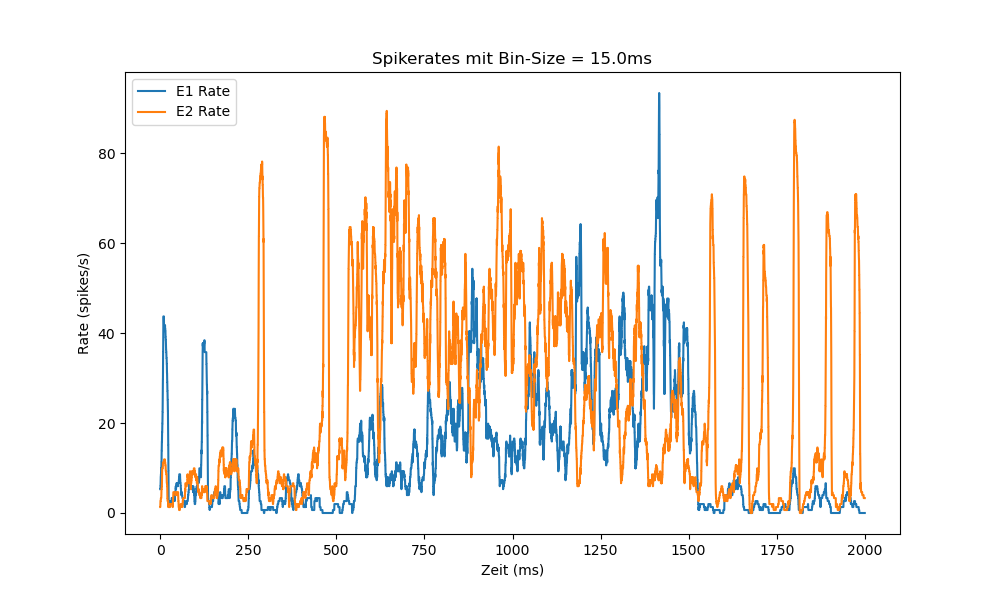 Spikerates mit Bin-Size = 15.0ms
E1 Rate
E2 Rate
Rate (spikes/s)
80
60
40
20
0
0 250 500 750 1000 1250 1500 1750 2000
Zeit (ms)